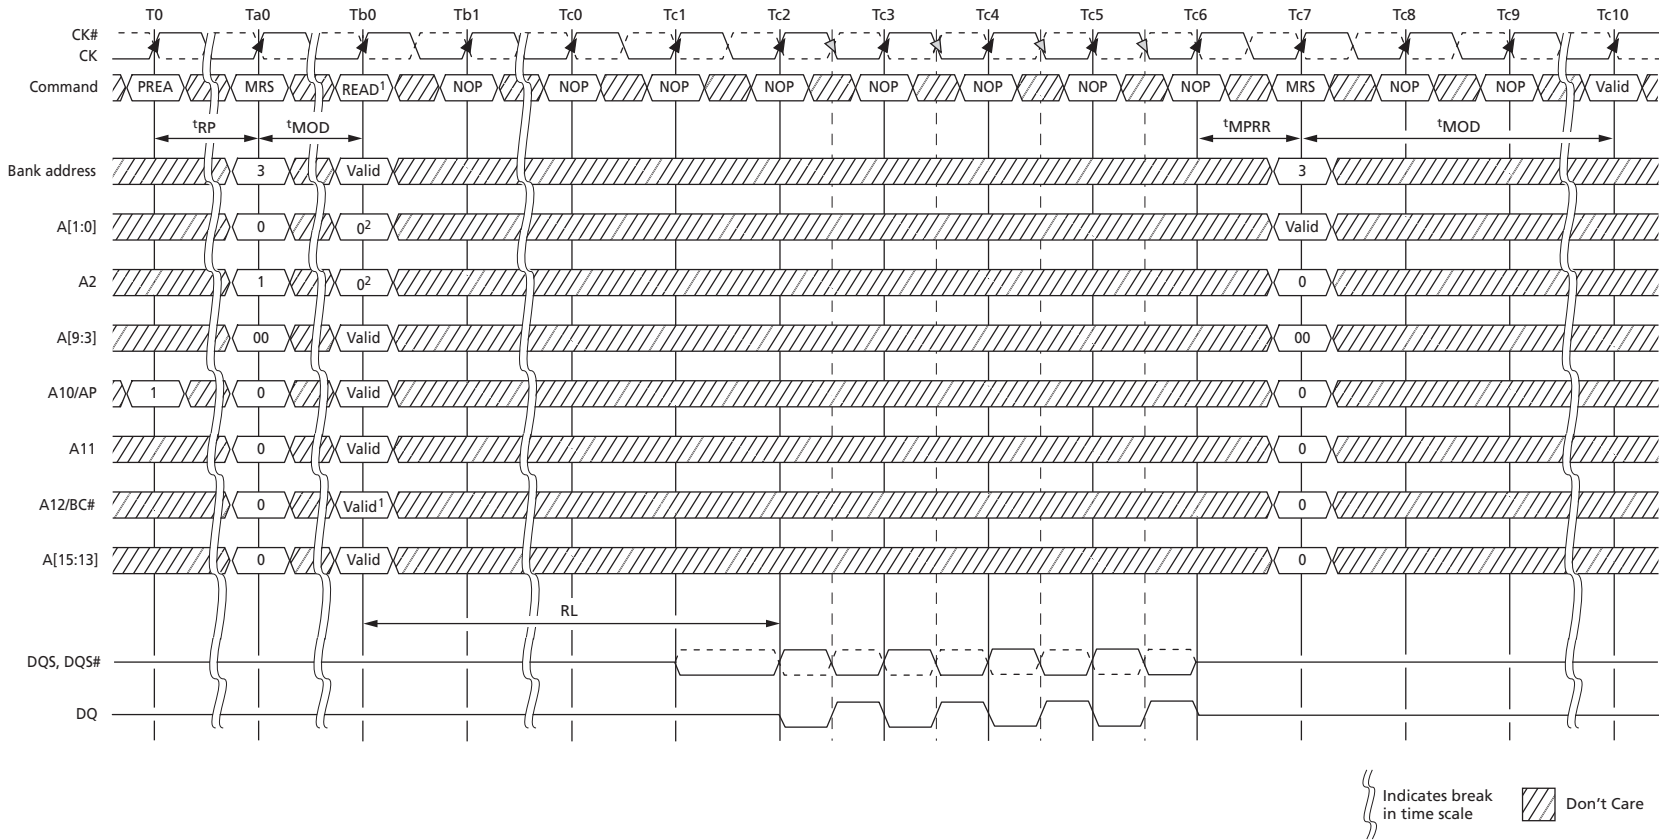 T0 Ta0 Tb0 Tb1 Tc0 Tc1 Tc2 Tc3 Tc4 Tc5 Tc6 Tc7 Tc8 Tc9 Tc10
CK#
CK
Command PREA MRS READ1 NOP NOP NOP NOP NOP NOP NOP NOP MRS NOP NOP Valid
tRP tMOD tMPRR tMOD
Bank address 3 Valid 3
A[1:0] 0 02 Valid
A2 1 02 0
A[9:3] 00 Valid 00
A10/AP 1 0 Valid 0
A11 0 Valid 0
A12/BC# 0 Valid1 0
A[15:13] 0 Valid 0
RL
DQS, DQS#
DQ
Indicates break
in time scale
Don't Care